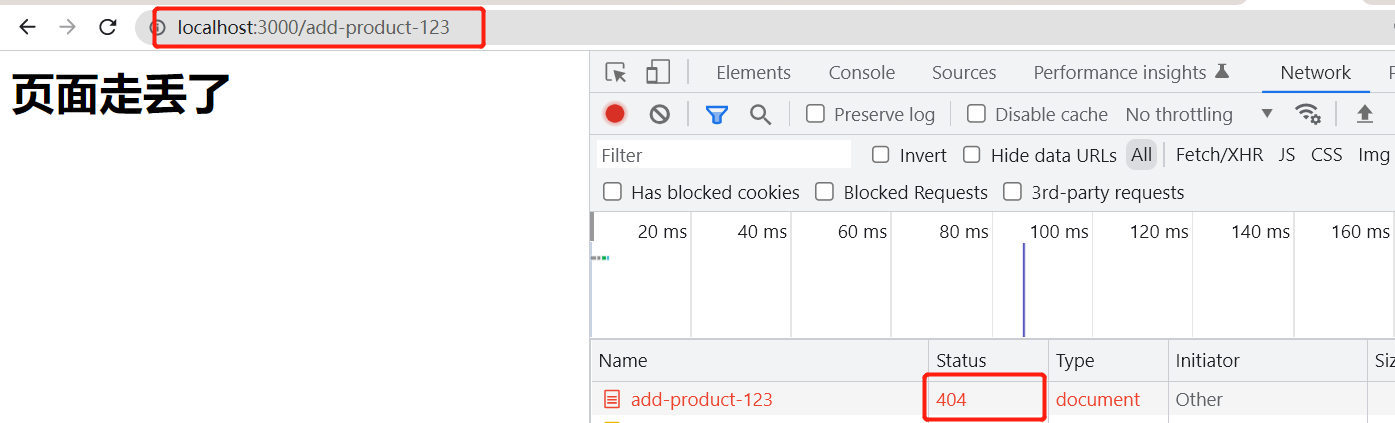 localhost:3000/add-product-123
页面走丢了
Elements Console Sources Performance insights Network
Preserve log Disable cache No throttling
Filter Invert Hide data URLs All Fetch/XHR JS CSS Img
Has blocked cookies Blocked Requests 3rd-party requests
20 ms 40 ms 60 ms 80 ms 100 ms 120 ms 140 ms 160 ms
Name Status Type Initiator
add-product-123 404 document Other